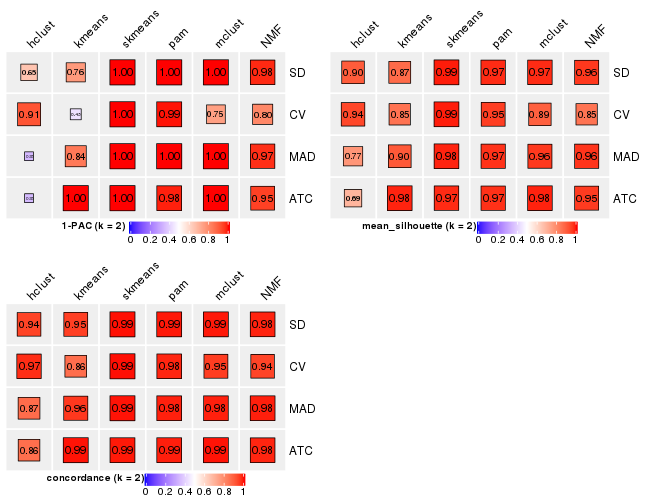 hclust kmeans skmeans pam mclust NMF
0.65 0.76 1.00 1.00 1.00 0.98 SD
0.91 1.00 0.99 0.75 0.80 CV
0.84 1.00 1.00 1.00 0.97 MAD
1.00 1.00 0.98 1.00 0.95 ATC
1-PAC (k = 2)
0 0.2 0.4 0.6 0.8 1
hclust kmeans skmeans pam mclust NMF
0.90 0.87 0.99 0.97 0.97 0.96 SD
0.94 0.85 0.99 0.95 0.89 0.85 CV
0.77 0.90 0.98 0.97 0.96 0.96 MAD
0.69 0.98 0.97 0.97 0.98 0.95 ATC
mean_silhouette (k = 2)
0 0.2 0.4 0.6 0.8 1
hclust kmeans skmeans pam mclust NMF
0.94 0.95 0.99 0.99 0.99 0.98 SD
0.97 0.86 0.99 0.98 0.95 0.94 CV
0.87 0.96 0.99 0.98 0.98 0.98 MAD
0.86 0.99 0.99 0.99 0.99 0.98 ATC
concordance (k = 2)
0 0.2 0.4 0.6 0.8 1